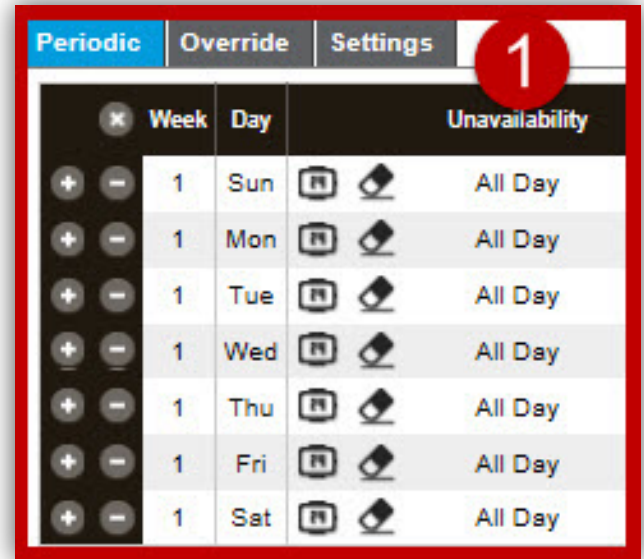 Periodic Override Settings 1
Week Day Unavailability
1 Sun All Day
1 Mon All Day
1 Tue All Day
1 Wed All Day
1 Thu All Day
1 Fri All Day
1 Sat All Day